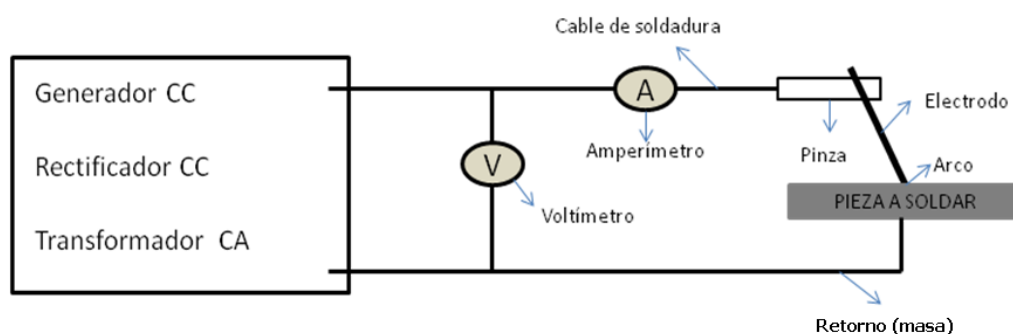 Cable de soldadura
Generador CC
A
Electrodo
Amperímetro
Pinza
Rectificador CC
V
Arco
PIEZA A SOLDAR
Voltímetro
Transformador CA
Retorno (masa)